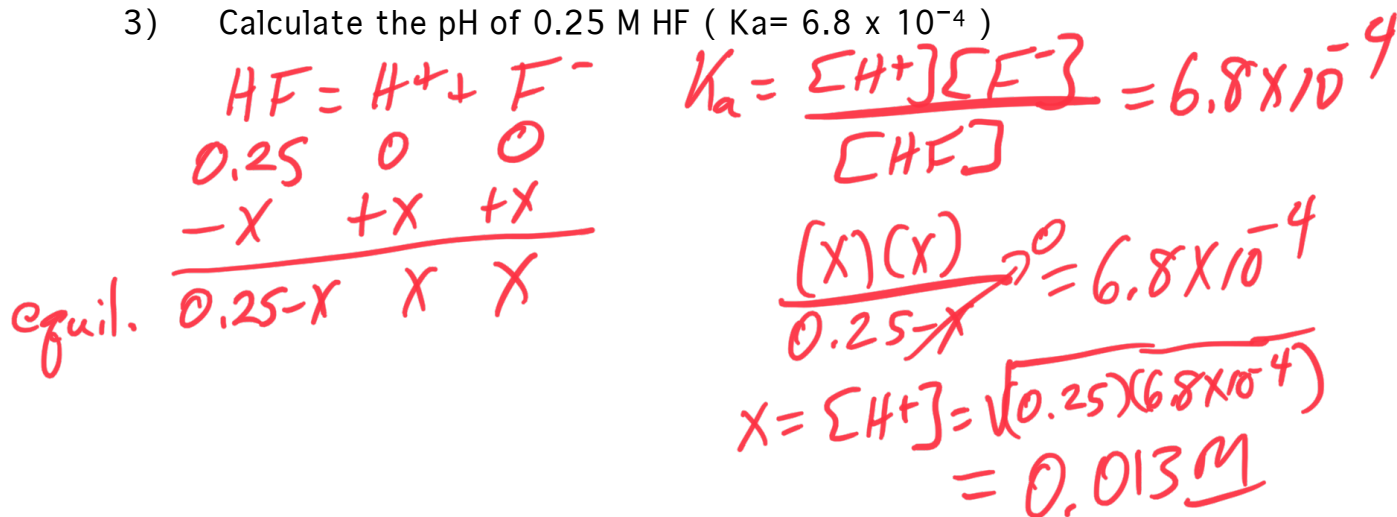 3) Calculate the pH of 0.25 M HF ( Ka= 6.8 x 10⁻⁴ )
HF = H⁺ + F⁻
0.25 0 0
-X +X +X
equil. 0.25-X X X
Ka = [H⁺][F⁻] / [HF] = 6.8X10⁻⁴
(X)(X) / 0.25-X → 0 = 6.8X10⁻⁴
X = [H⁺] = √(0.25)(6.8X10⁻⁴)
= 0.013 M